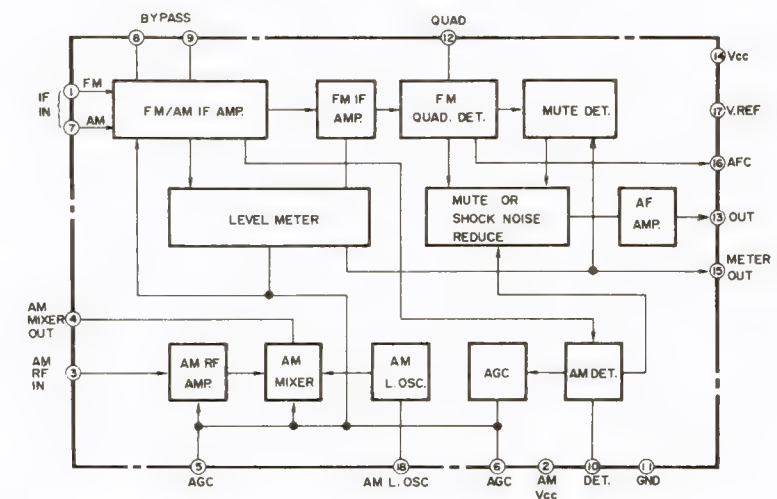 BYPASS
QUAD
8
9
12
14 Vcc
1 FM
IF IN
7 AM
FM/AM IF AMP.
FM IF AMP.
FM QUAD. DET.
MUTE DET.
17 V.REF
16 AFC
LEVEL METER
MUTE OR SHOCK NOISE REDUCE
AF AMP.
13 OUT
METER OUT
15
AM MIXER OUT
4
AM RF IN
3
AM RF AMP.
AM MIXER
AM L.OSC.
AGC
AM DET.
5
18
6
2
10
11
AGC
AM L.OSC
AGC
AM Vcc
DET.
GND